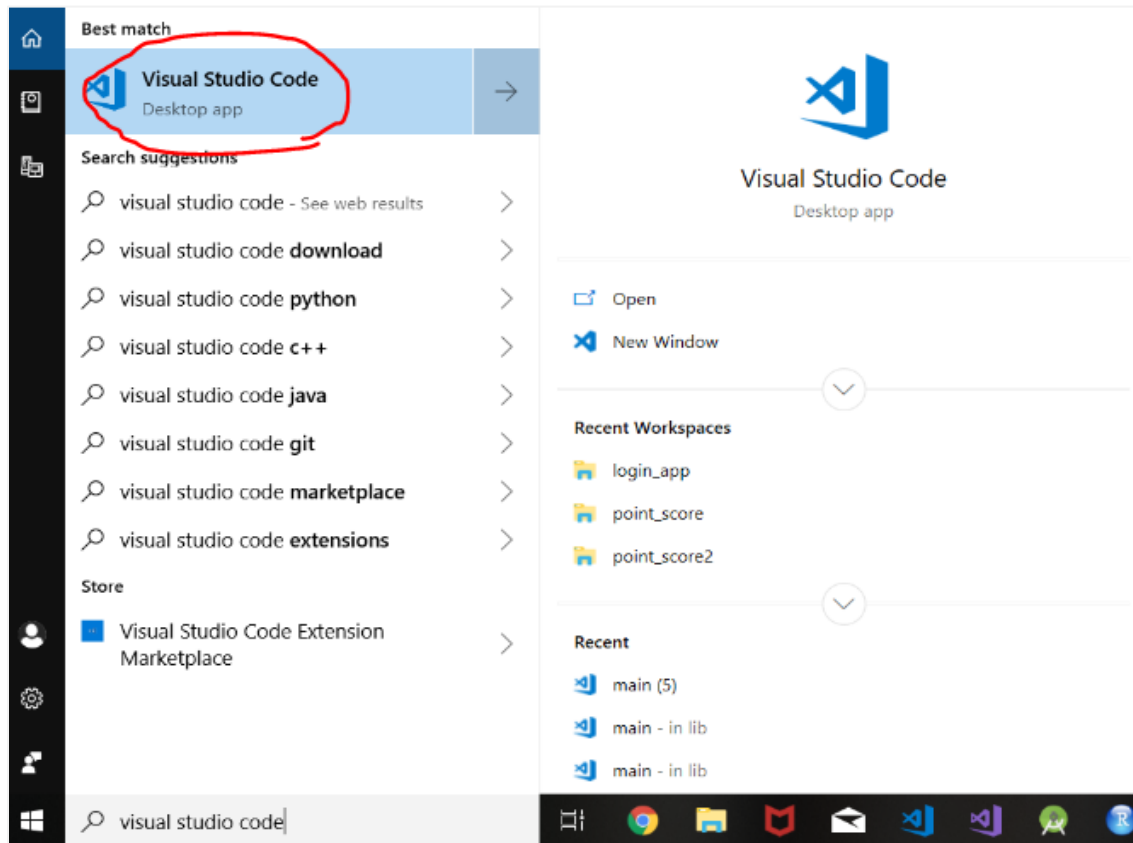 Best match
Visual Studio Code
Desktop app
Search suggestions
visual studio code - See web results
visual studio code download
visual studio code python
visual studio code c++
visual studio code java
visual studio code git
visual studio code marketplace
visual studio code extensions
Store
Visual Studio Code Extension
Marketplace
visual studio code
Visual Studio Code
Desktop app
Open
New Window
Recent Workspaces
login_app
point_score
point_score2
Recent
main (5)
main - in lib
main - in lib
R